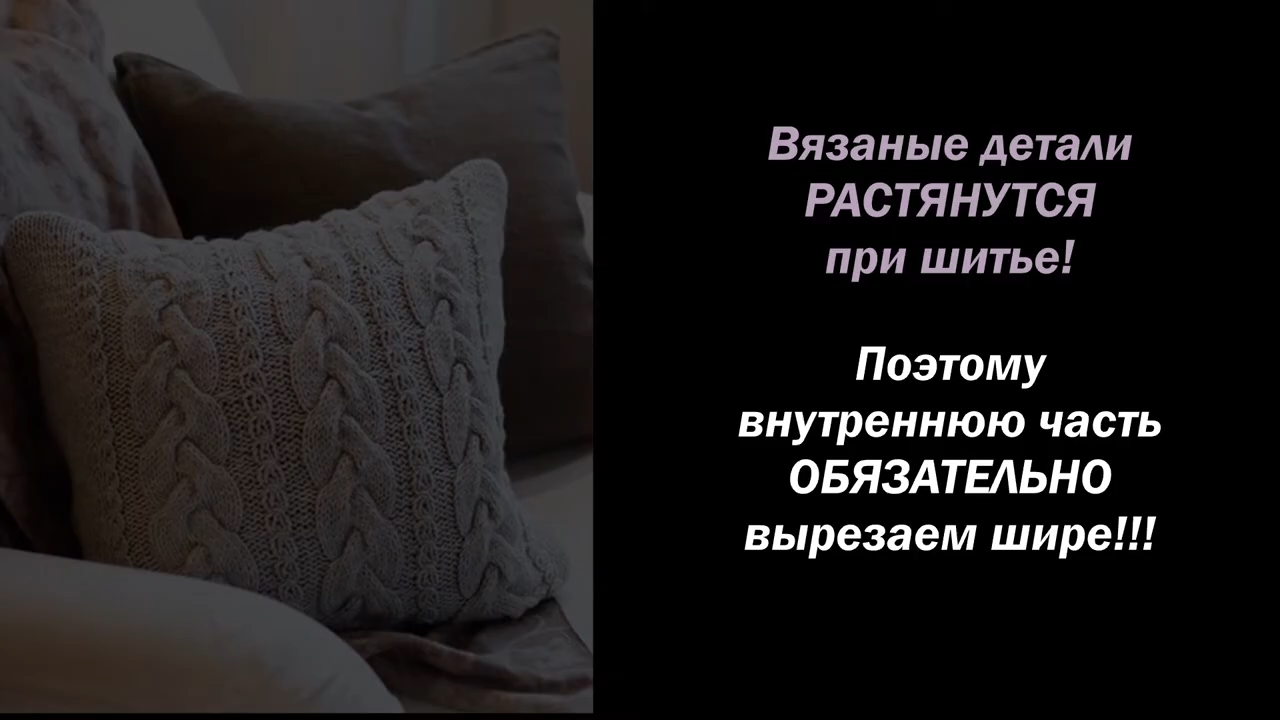 Вязаные детали
РАСТЯНУТСЯ
при шитье!
Поэтому
внутреннюю часть
ОБЯЗАТЕЛЬНО
вырезаем шире!!!